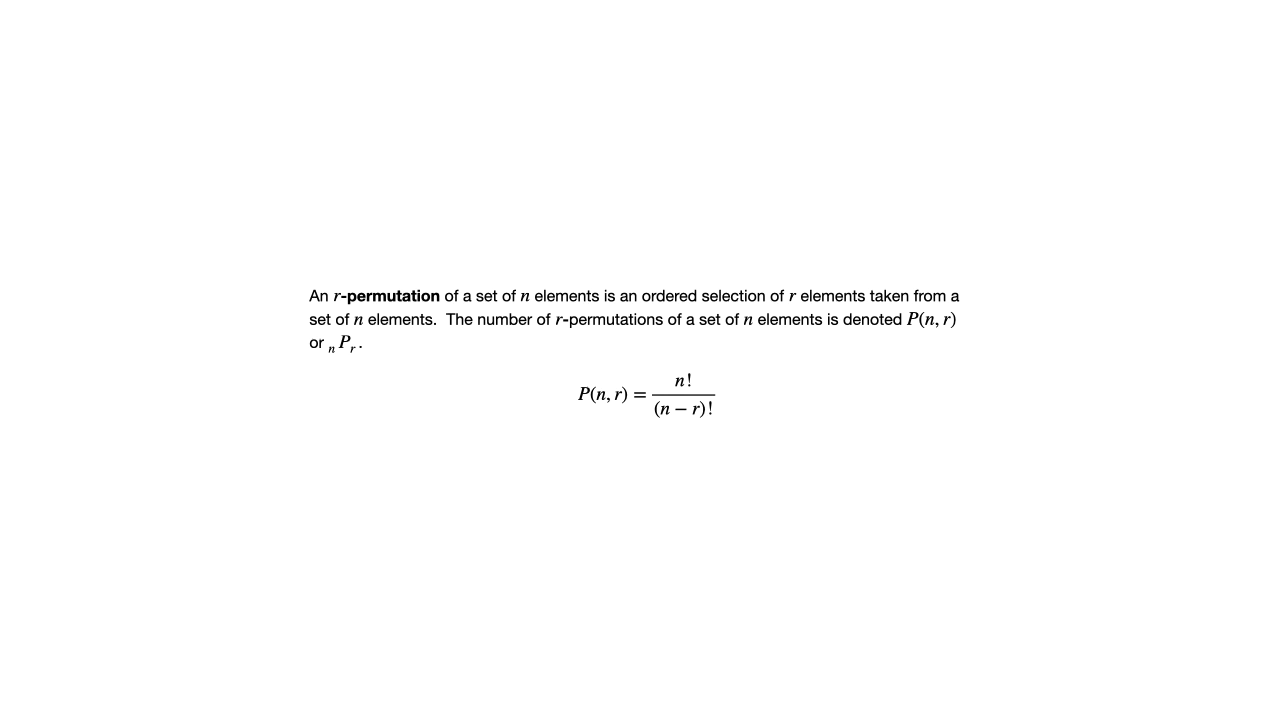 An r-permutation of a set of n elements is an ordered selection of r elements taken from a
set of n elements.  The number of r-permutations of a set of n elements is denoted P(n, r)
or ₙPᵣ.
P(n, r) = n! / (n − r)!